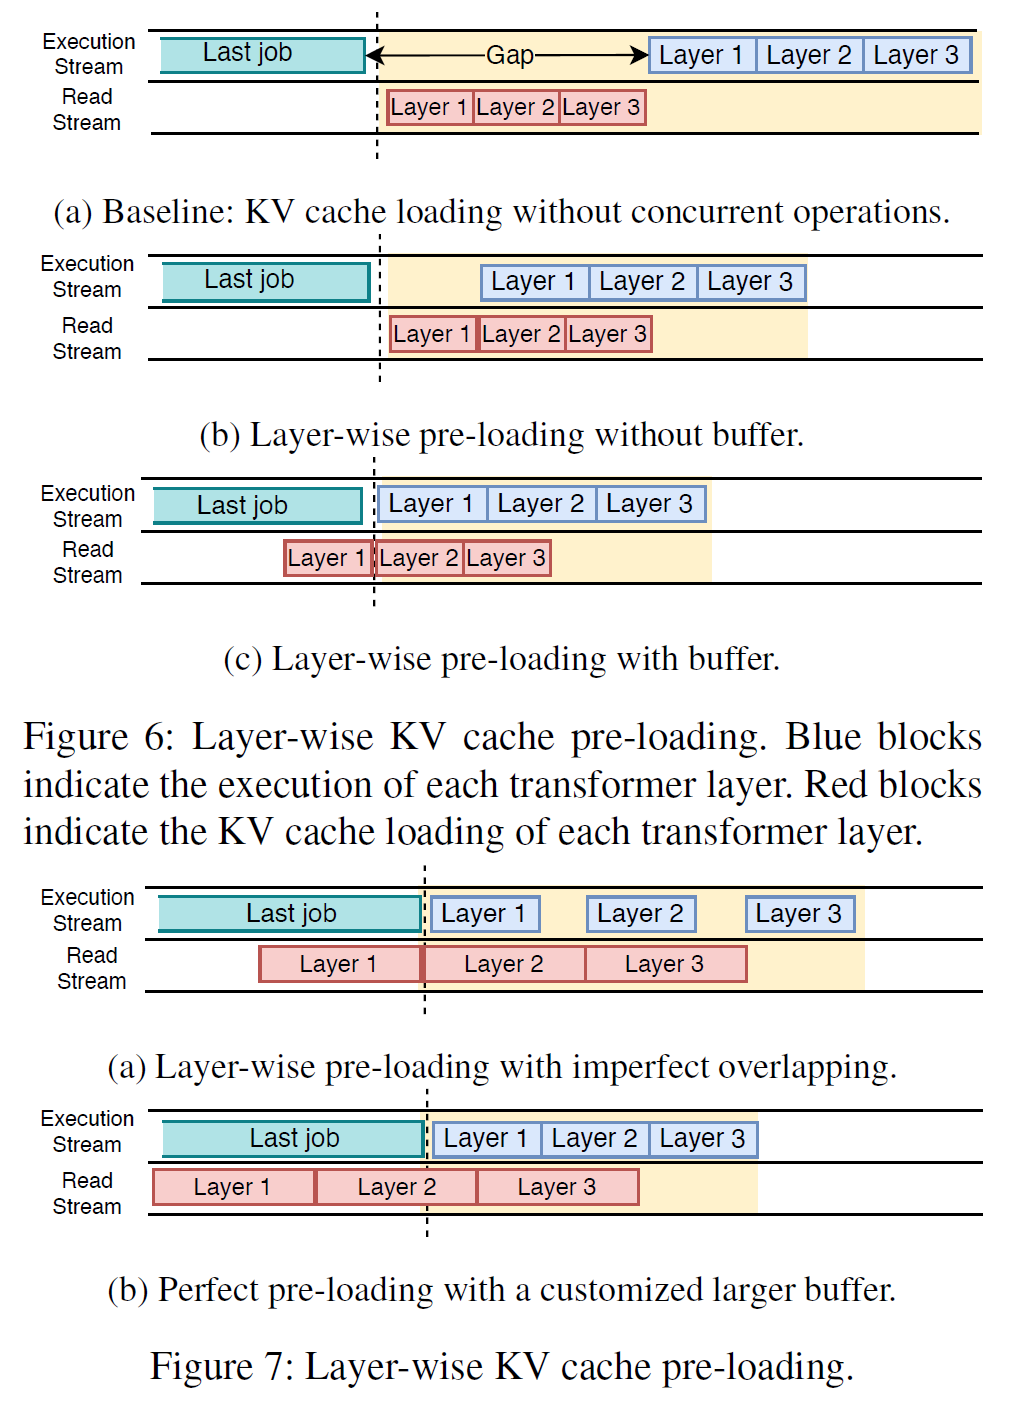 Execution
Stream
Last job
Gap
Layer 1 Layer 2 Layer 3
Read
Stream
Layer 1 Layer 2 Layer 3
(a) Baseline: KV cache loading without concurrent operations.
Execution
Stream
Last job
Layer 1 Layer 2 Layer 3
Read
Stream
Layer 1 Layer 2 Layer 3
(b) Layer-wise pre-loading without buffer.
Execution
Stream
Last job
Layer 1 Layer 2 Layer 3
Read
Stream
Layer 1 Layer 2 Layer 3
(c) Layer-wise pre-loading with buffer.
Figure 6: Layer-wise KV cache pre-loading. Blue blocks
indicate the execution of each transformer layer. Red blocks
indicate the KV cache loading of each transformer layer.
Execution
Stream
Last job
Layer 1 Layer 2 Layer 3
Read
Stream
Layer 1 Layer 2 Layer 3
(a) Layer-wise pre-loading with imperfect overlapping.
Execution
Stream
Last job
Layer 1 Layer 2 Layer 3
Read
Stream
Layer 1 Layer 2 Layer 3
(b) Perfect pre-loading with a customized larger buffer.
Figure 7: Layer-wise KV cache pre-loading.